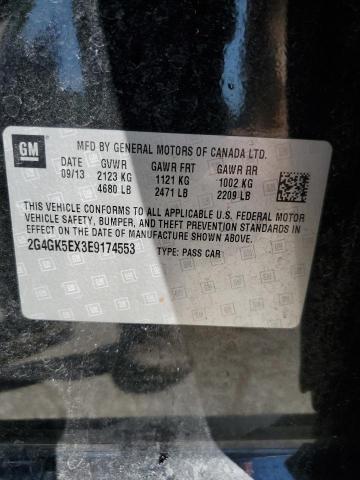 GM
MFD BY GENERAL MOTORS OF CANADA LTD.
DATE GVWR GAWR FRT GAWR RR
09/13 2123 KG 1121 KG 1002 KG
4680 LB 2471 LB 2209 LB
THIS VEHICLE CONFORMS TO ALL APPLICABLE U.S. FEDERAL MOTOR
VEHICLE SAFETY, BUMPER, AND THEFT PREVENTION STANDARDS IN
EFFECT ON THE DATE OF MANUFACTURE SHOWN ABOVE.
2G4GK5EX3E9174553 TYPE: PASS CAR